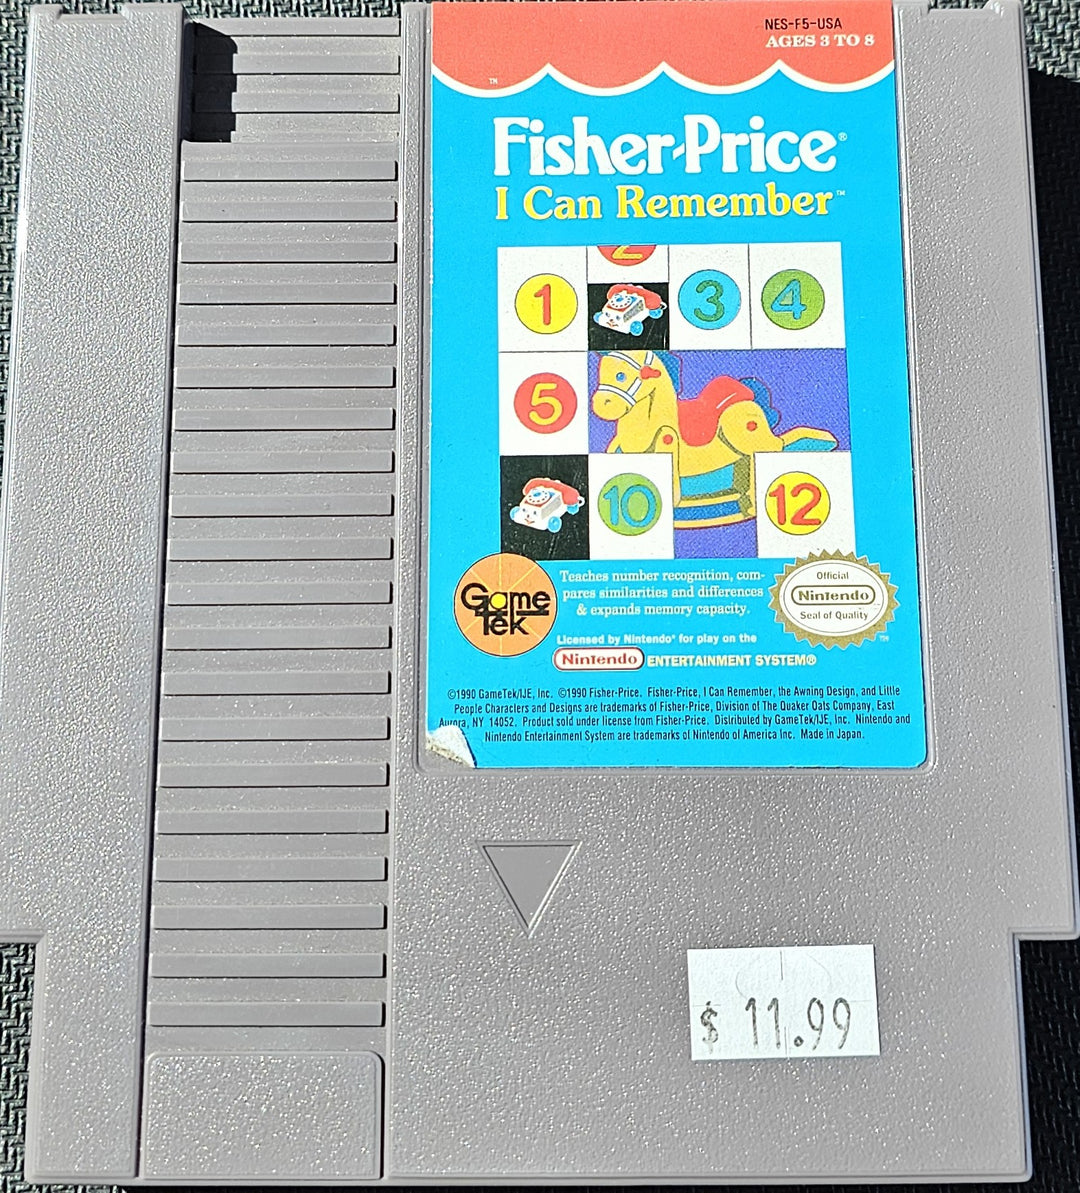 NES-F5-USA
AGES 3 TO 8
TM
Fisher-Price®
I Can Remember™
1
2
3
4
5
10
12
Game
Tek
Teaches number recognition, com-
pares similarities and differences
& expands memory capacity.
Official
Nintendo
Seal of Quality
TM
Licensed by Nintendo® for play on the
Nintendo ENTERTAINMENT SYSTEM®
©1990 GameTek/IJE, Inc. ©1990 Fisher-Price. Fisher-Price, I Can Remember, the Awning Design, and Little
People Characters and Designs are trademarks of Fisher-Price, Division of The Quaker Oats Company, East
Aurora, NY 14052. Product sold under license from Fisher-Price. Distributed by GameTek/IJE, Inc. Nintendo and
Nintendo Entertainment System are trademarks of Nintendo of America Inc. Made in Japan.
$ 11.99